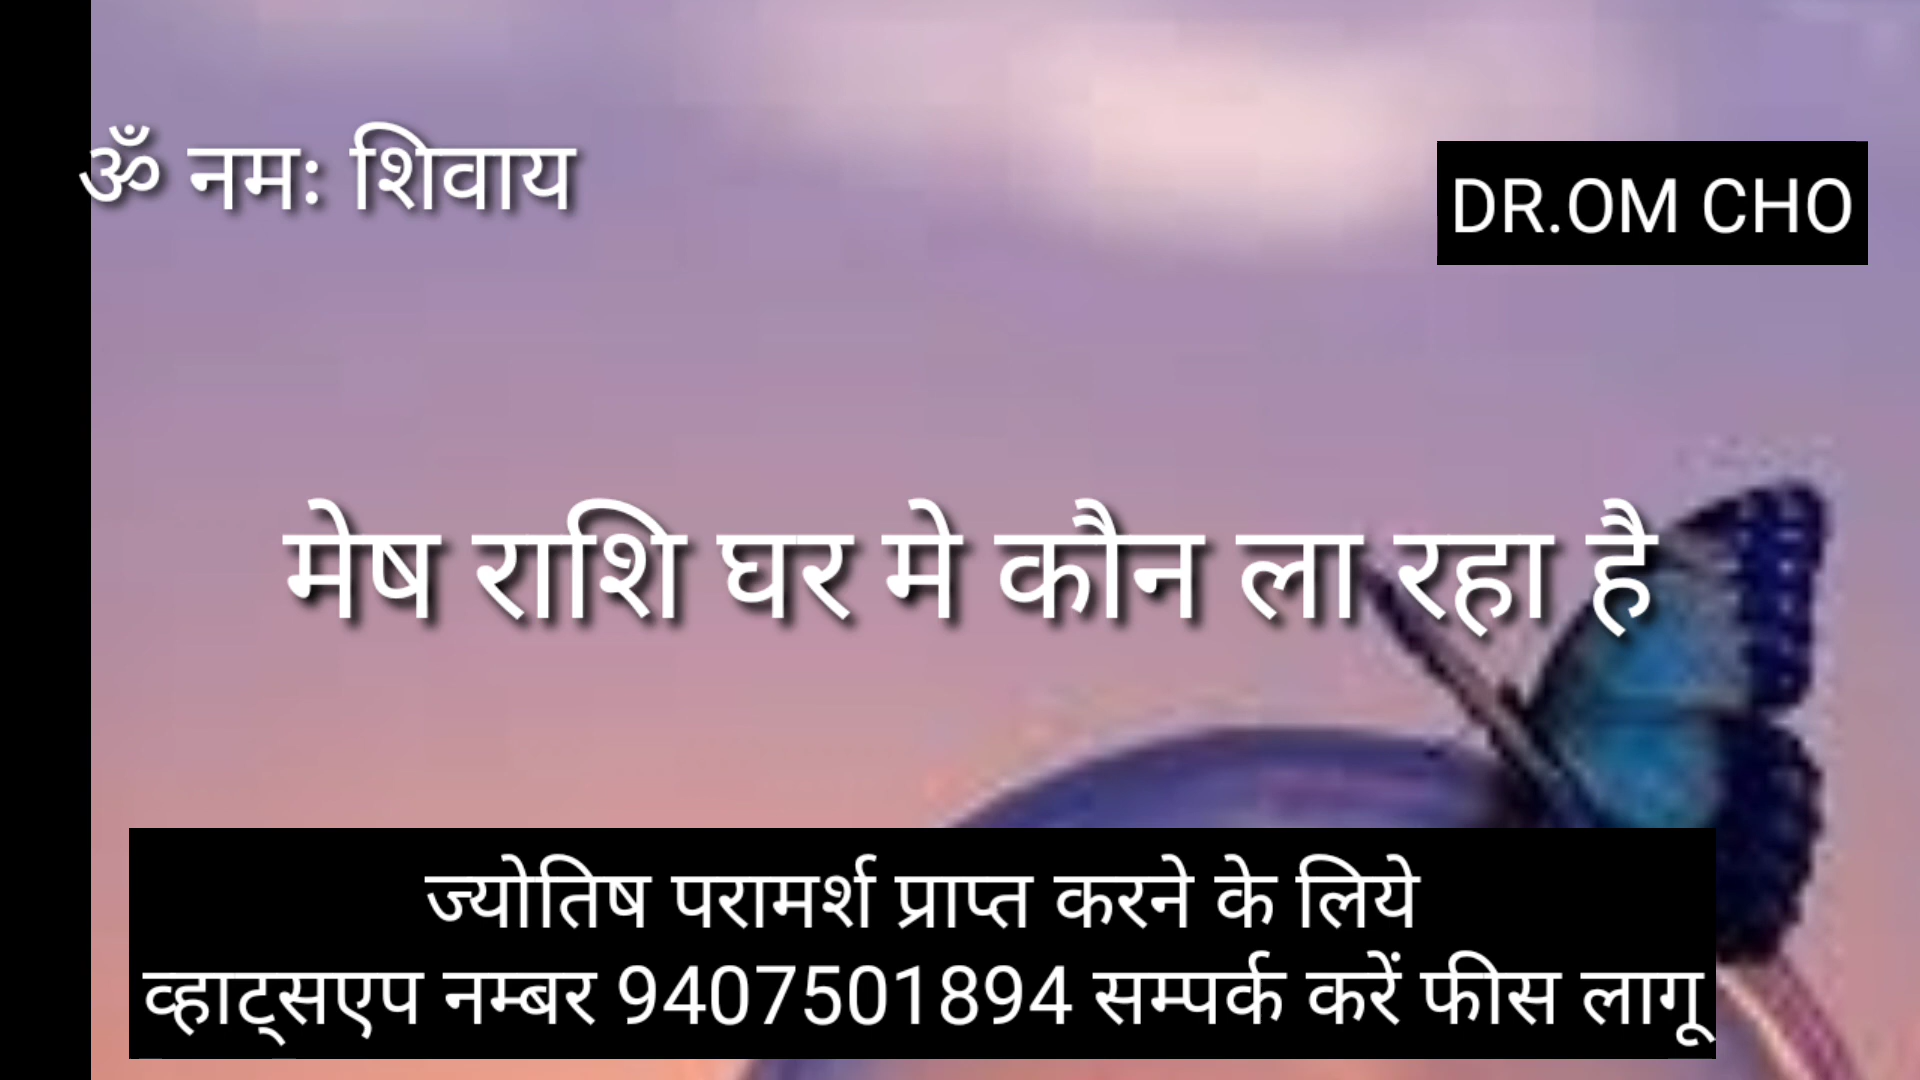 ॐ नमः शिवाय
DR.OM CHO
मेष राशि घर मे कौन ला रहा है
ज्योतिष परामर्श प्राप्त करने के लिये
व्हाट्सएप नम्बर 9407501894 सम्पर्क करें फीस लागू